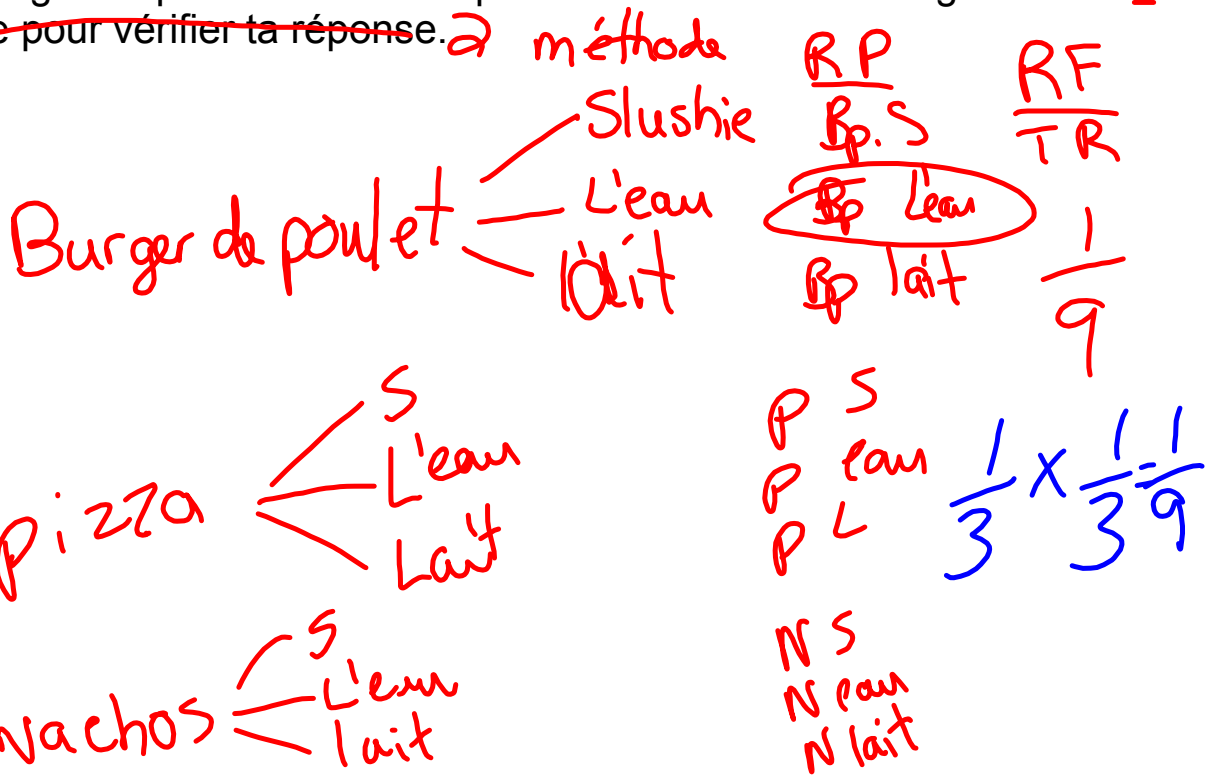 pour vérifier ta réponse. 2 méthode
RP
RF
TR
Slushie Bp. S
Burger de poulet L'eau Bp L'eau
lait Bp lait
1
9
S P S
pizza L'eau P eau
Lait P L
1/3 x 1/3 = 1/9
S N S
Nachos L'eau N eau
lait N lait